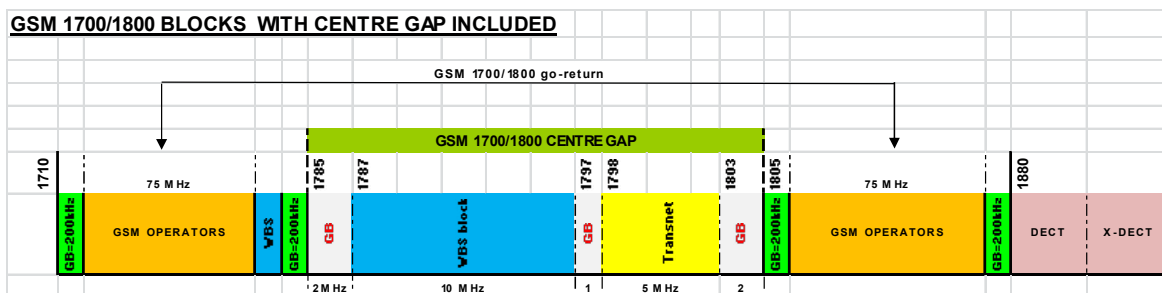 GSM 1700/1800 BLOCKS WITH CENTRE GAP INCLUDED
GSM 1700/1800 go-return
GSM 1700/1800 CENTRE GAP
1710
1785
1787
1797
1798
1803
1805
1880
75 MHz
75 MHz
GB=200kHz
GSM OPERATORS
WBS
GB=200kHz
GB
WBS block
GB
Transnet
GB
GB=200kHz
GSM OPERATORS
GB=200kHz
DECT
X-DECT
2 MHz
10 MHz
1
5 MHz
2